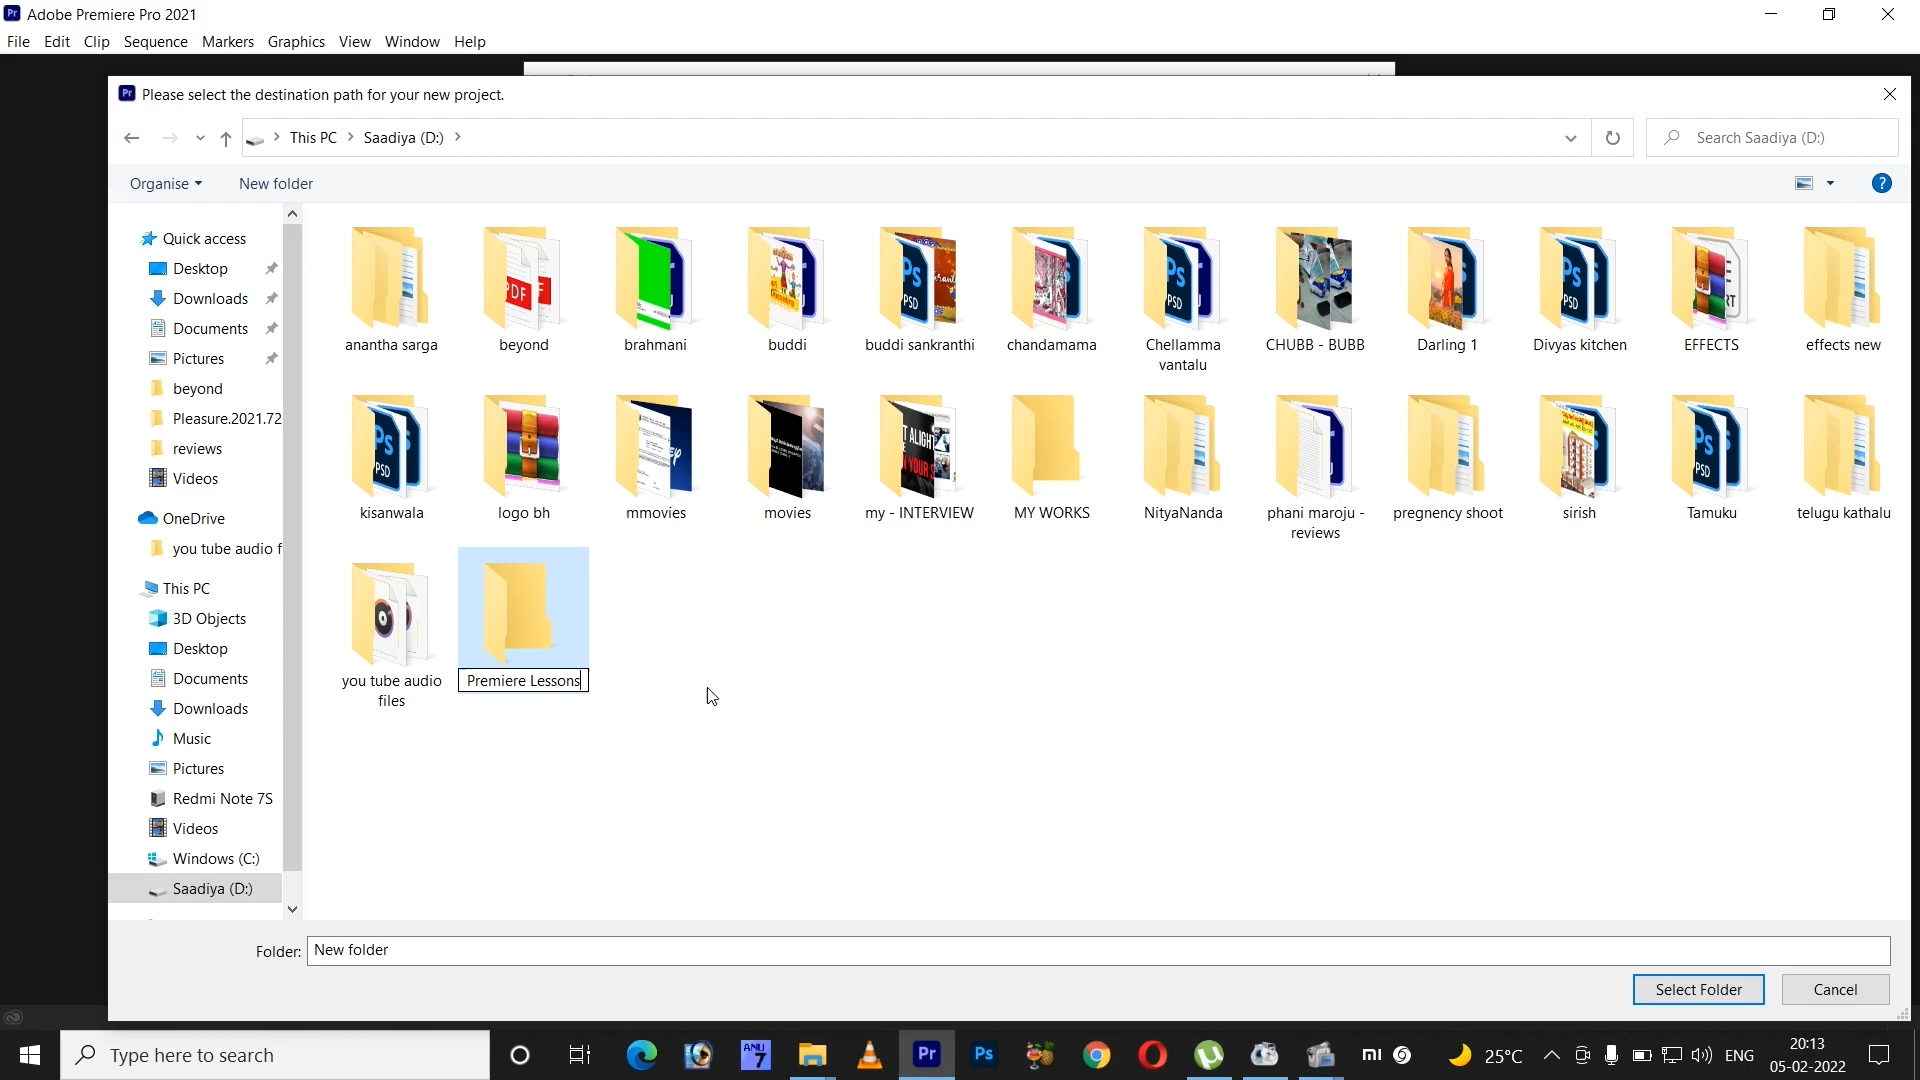 Adobe Premiere Pro 2021
File Edit Clip Sequence Markers Graphics View Window Help
Please select the destination path for your new project.
This PC Saadiya (D:)
Search Saadiya (D:)
Organise New folder
Quick access
Desktop
Downloads
Documents
Pictures
beyond
Pleasure.2021.72
reviews
Videos
OneDrive
you tube audio f
This PC
3D Objects
Desktop
Documents
Downloads
Music
Pictures
Redmi Note 7S
Videos
Windows (C:)
Saadiya (D:)
anantha sarga
beyond
brahmani
buddi
buddi sankranthi
chandamama
Chellamma
vantalu
CHUBB - BUBB
Darling 1
Divyas kitchen
EFFECTS
effects new
kisanwala
logo bh
mmovies
movies
my - INTERVIEW
MY WORKS
NityaNanda
phani maroju -
reviews
pregnency shoot
sirish
Tamuku
telugu kathalu
you tube audio
files
Premiere Lessons
Folder: New folder
Select Folder Cancel
Type here to search
25°C
ENG
20:13
05-02-2022